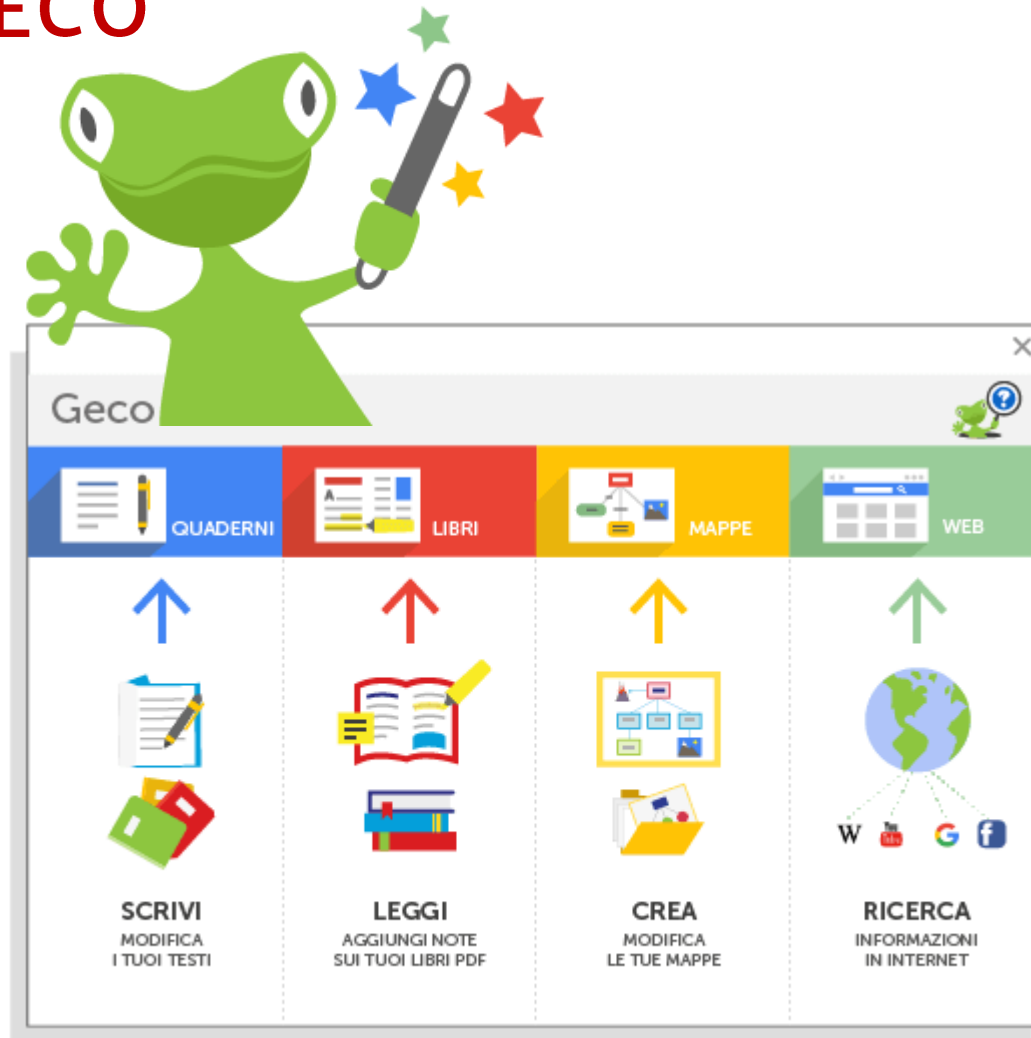 ECO
Geco
QUADERNI
LIBRI
MAPPE
WEB
W
G
f
SCRIVI
MODIFICA
I TUOI TESTI
LEGGI
AGGIUNGI NOTE
SUI TUOI LIBRI PDF
CREA
MODIFICA
LE TUE MAPPE
RICERCA
INFORMAZIONI
IN INTERNET